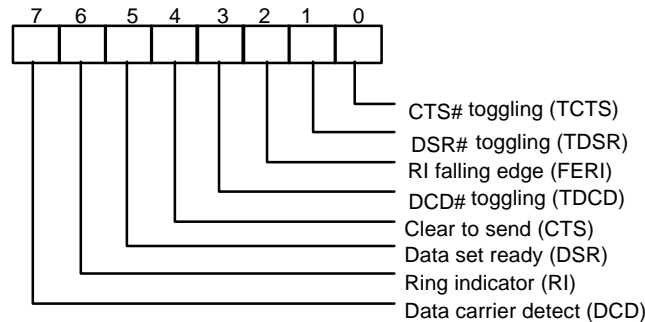 7 6 5 4 3 2 1 0
CTS# toggling (TCTS)
DSR# toggling (TDSR)
RI falling edge (FERI)
DCD# toggling (TDCD)
Clear to send (CTS)
Data set ready (DSR)
Ring indicator (RI)
Data carrier detect (DCD)